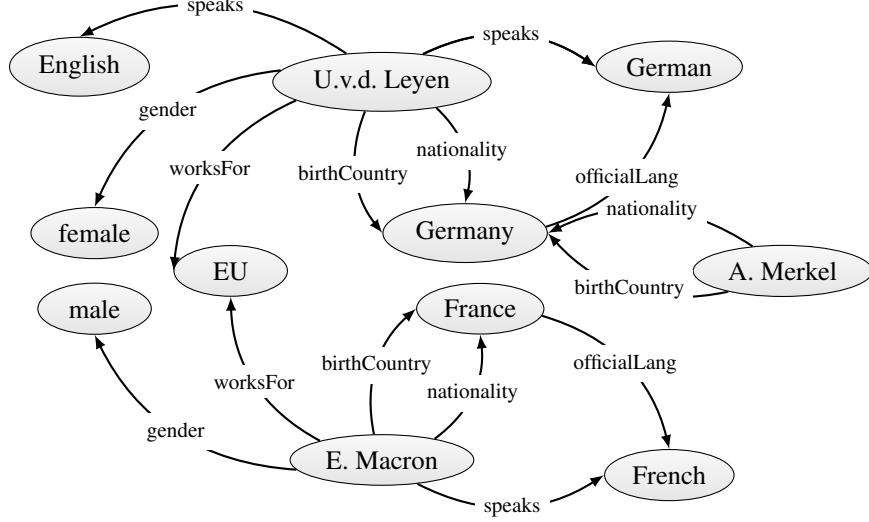 speaks
English
U.v.d. Leyen
speaks
German
gender
worksFor
birthCountry
nationality
officialLang
nationality
female
Germany
EU
A. Merkel
birthCountry
male
France
birthCountry
officialLang
worksFor
nationality
gender
E. Macron
French
speaks